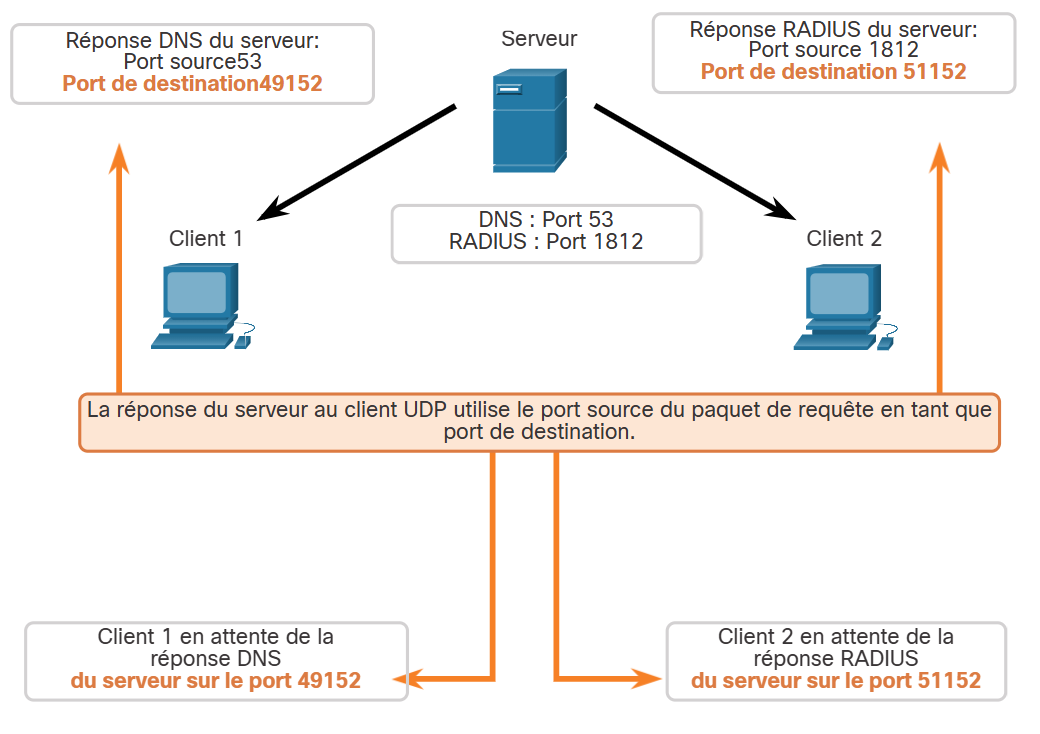 Réponse DNS du serveur:
Port source53
Port de destination49152
Serveur
Réponse RADIUS du serveur:
Port source 1812
Port de destination 51152
DNS : Port 53
RADIUS : Port 1812
Client 1
Client 2
La réponse du serveur au client UDP utilise le port source du paquet de requête en tant que
port de destination.
Client 1 en attente de la
réponse DNS
du serveur sur le port 49152
Client 2 en attente de la
réponse RADIUS
du serveur sur le port 51152